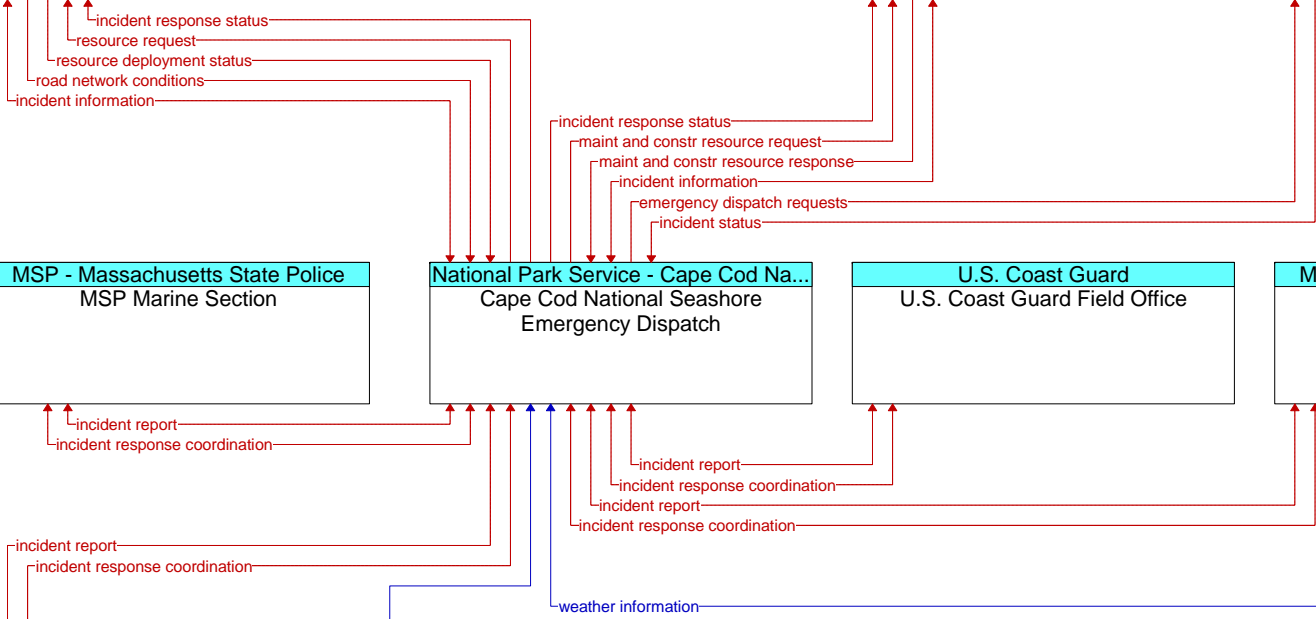 incident response status
resource request
resource deployment status
road network conditions
incident information
incident response status
maint and constr resource request
maint and constr resource response
incident information
emergency dispatch requests
incident status
MSP - Massachusetts State Police
MSP Marine Section
National Park Service - Cape Cod Na...
Cape Cod National Seashore
Emergency Dispatch
U.S. Coast Guard
U.S. Coast Guard Field Office
M
incident report
incident response coordination
incident report
incident response coordination
incident report
incident response coordination
incident report
incident response coordination
weather information